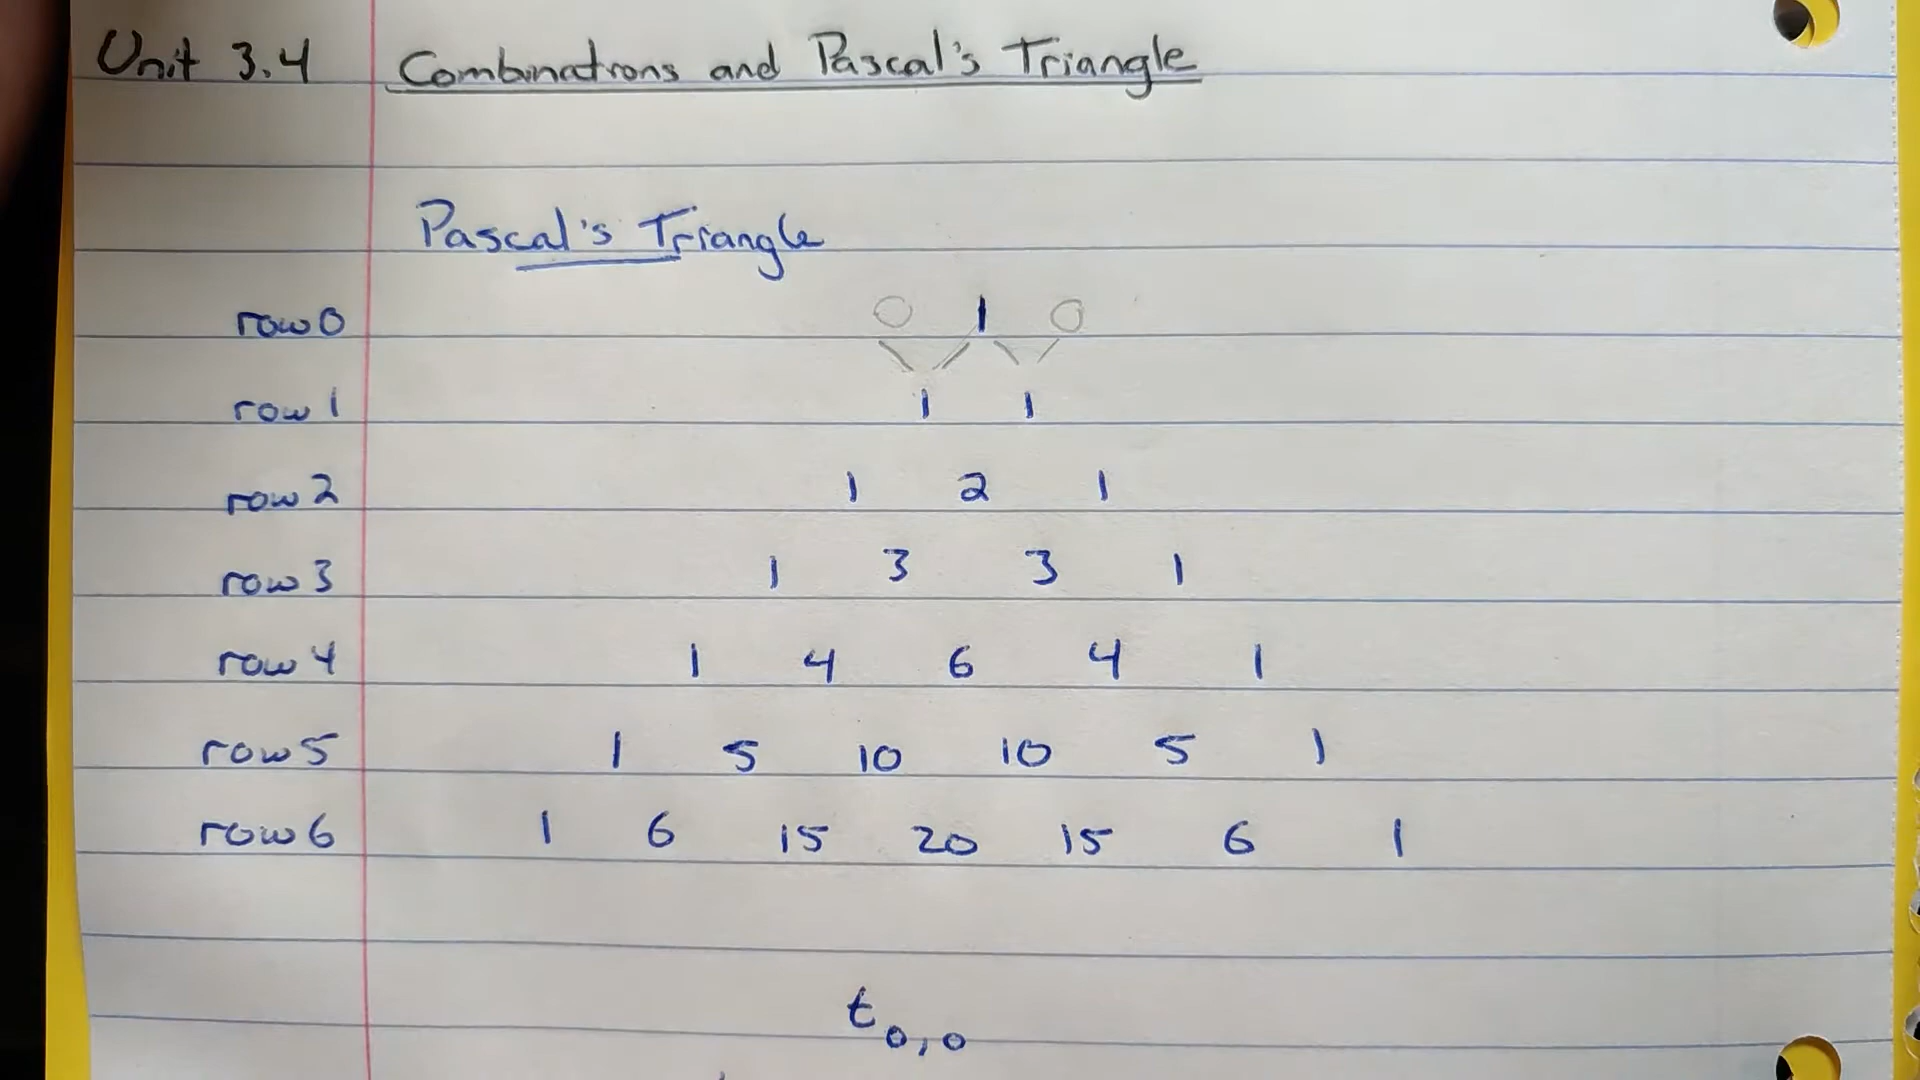 Unit 3.4 Combinations and Pascal's Triangle
Pascal's Triangle
row 0 0 1 0
row 1 1 1
row 2 1 2 1
row 3 1 3 3 1
row 4 1 4 6 4 1
row 5 1 5 10 10 5 1
row 6 1 6 15 20 15 6 1
t0,0